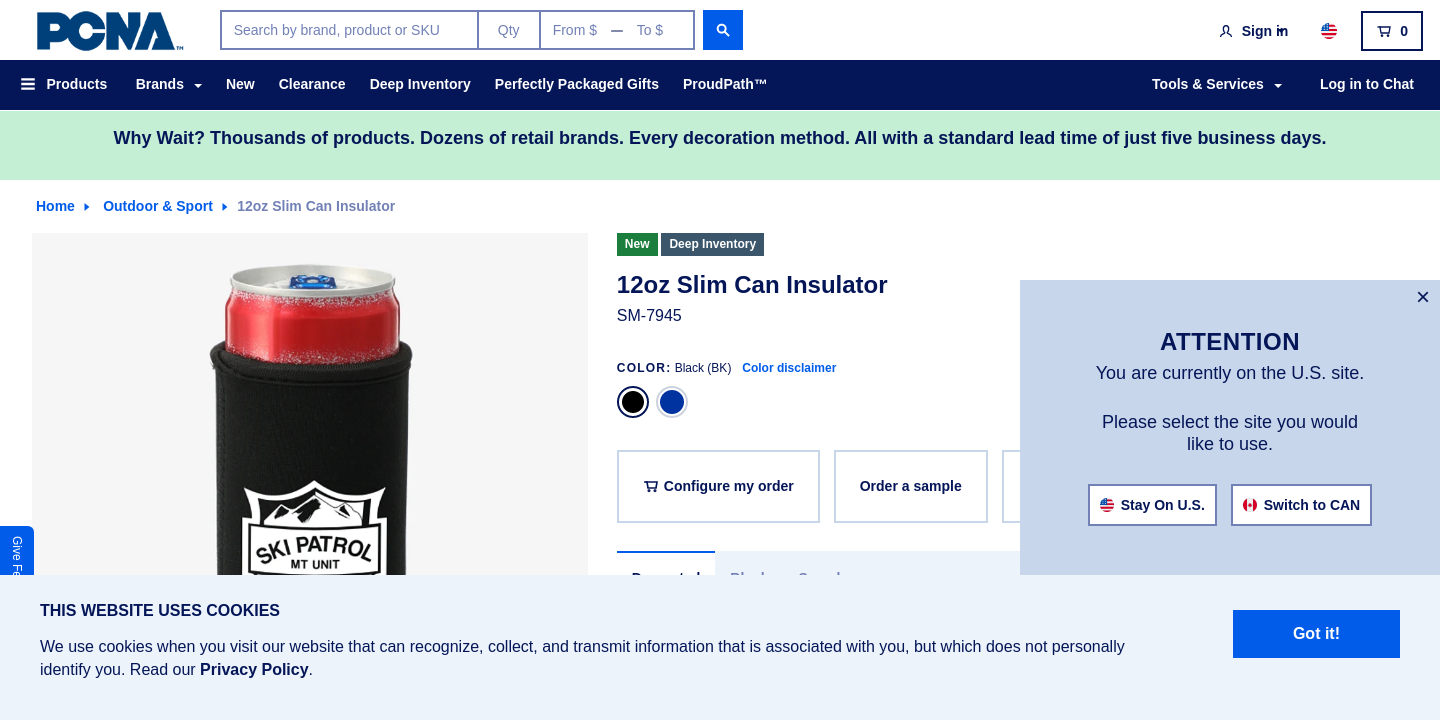 PCNA™
Search by brand, product or SKU
Qty
From $ — To $
Sign in
0
Products
Brands
New
Clearance
Deep Inventory
Perfectly Packaged Gifts
ProudPath™
Tools & Services
Log in to Chat
Why Wait? Thousands of products. Dozens of retail brands. Every decoration method. All with a standard lead time of just five business days.
Home
Outdoor & Sport
12oz Slim Can Insulator
New
Deep Inventory
12oz Slim Can Insulator
SM-7945
COLOR: Black (BK) Color disclaimer
Configure my order
Order a sample
SKI PATROL
MT UNIT
×
ATTENTION
You are currently on the U.S. site.
Please select the site you would
like to use.
Stay On U.S.
Switch to CAN
Give
THIS WEBSITE USES COOKIES
We use cookies when you visit our website that can recognize, collect, and transmit information that is associated with you, but which does not personally
identify you. Read our Privacy Policy.
Got it!